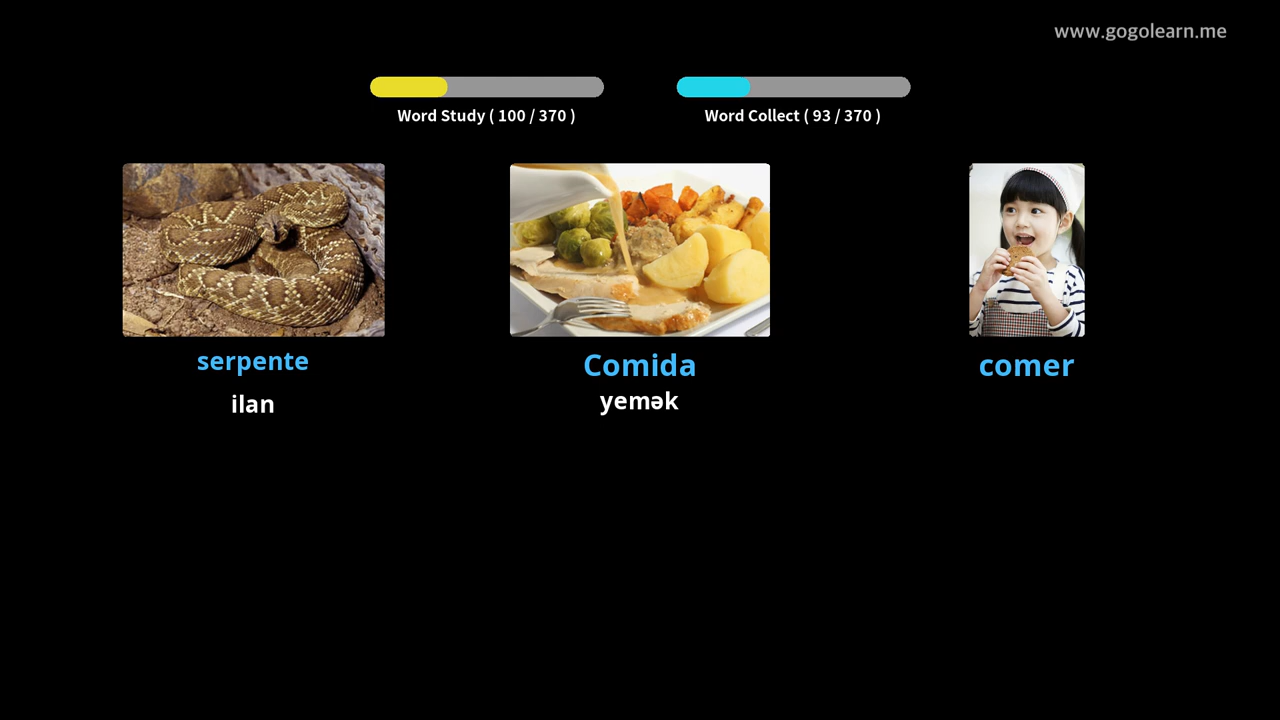 www.gogolearn.me
Word Study ( 100 / 370 )
Word Collect ( 93 / 370 )
serpente
ilan
Comida
yemək
comer